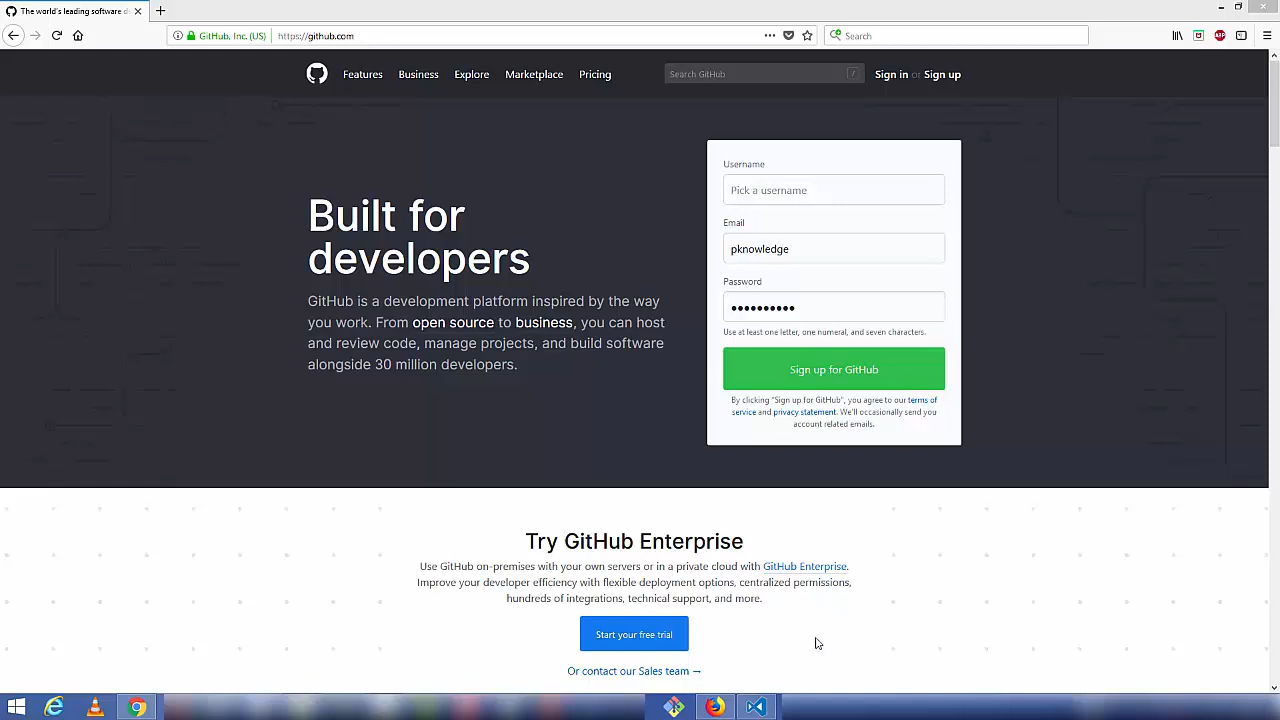 The world's leading software d
GitHub, Inc. (US)
https://github.com
Search
Features
Business
Explore
Marketplace
Pricing
Search GitHub
/
Sign in or Sign up
Built for
developers
GitHub is a development platform inspired by the way
you work. From open source to business, you can host
and review code, manage projects, and build software
alongside 30 million developers.
Username
Pick a username
Email
pknowledge
Password
••••••••••
Use at least one letter, one numeral, and seven characters.
Sign up for GitHub
By clicking "Sign up for GitHub", you agree to our terms of
service and privacy statement. We'll occasionally send you
account related emails.
Try GitHub Enterprise
Use GitHub on-premises with your own servers or in a private cloud with GitHub Enterprise.
Improve your developer efficiency with flexible deployment options, centralized permissions,
hundreds of integrations, technical support, and more.
Start your free trial
Or contact our Sales team →